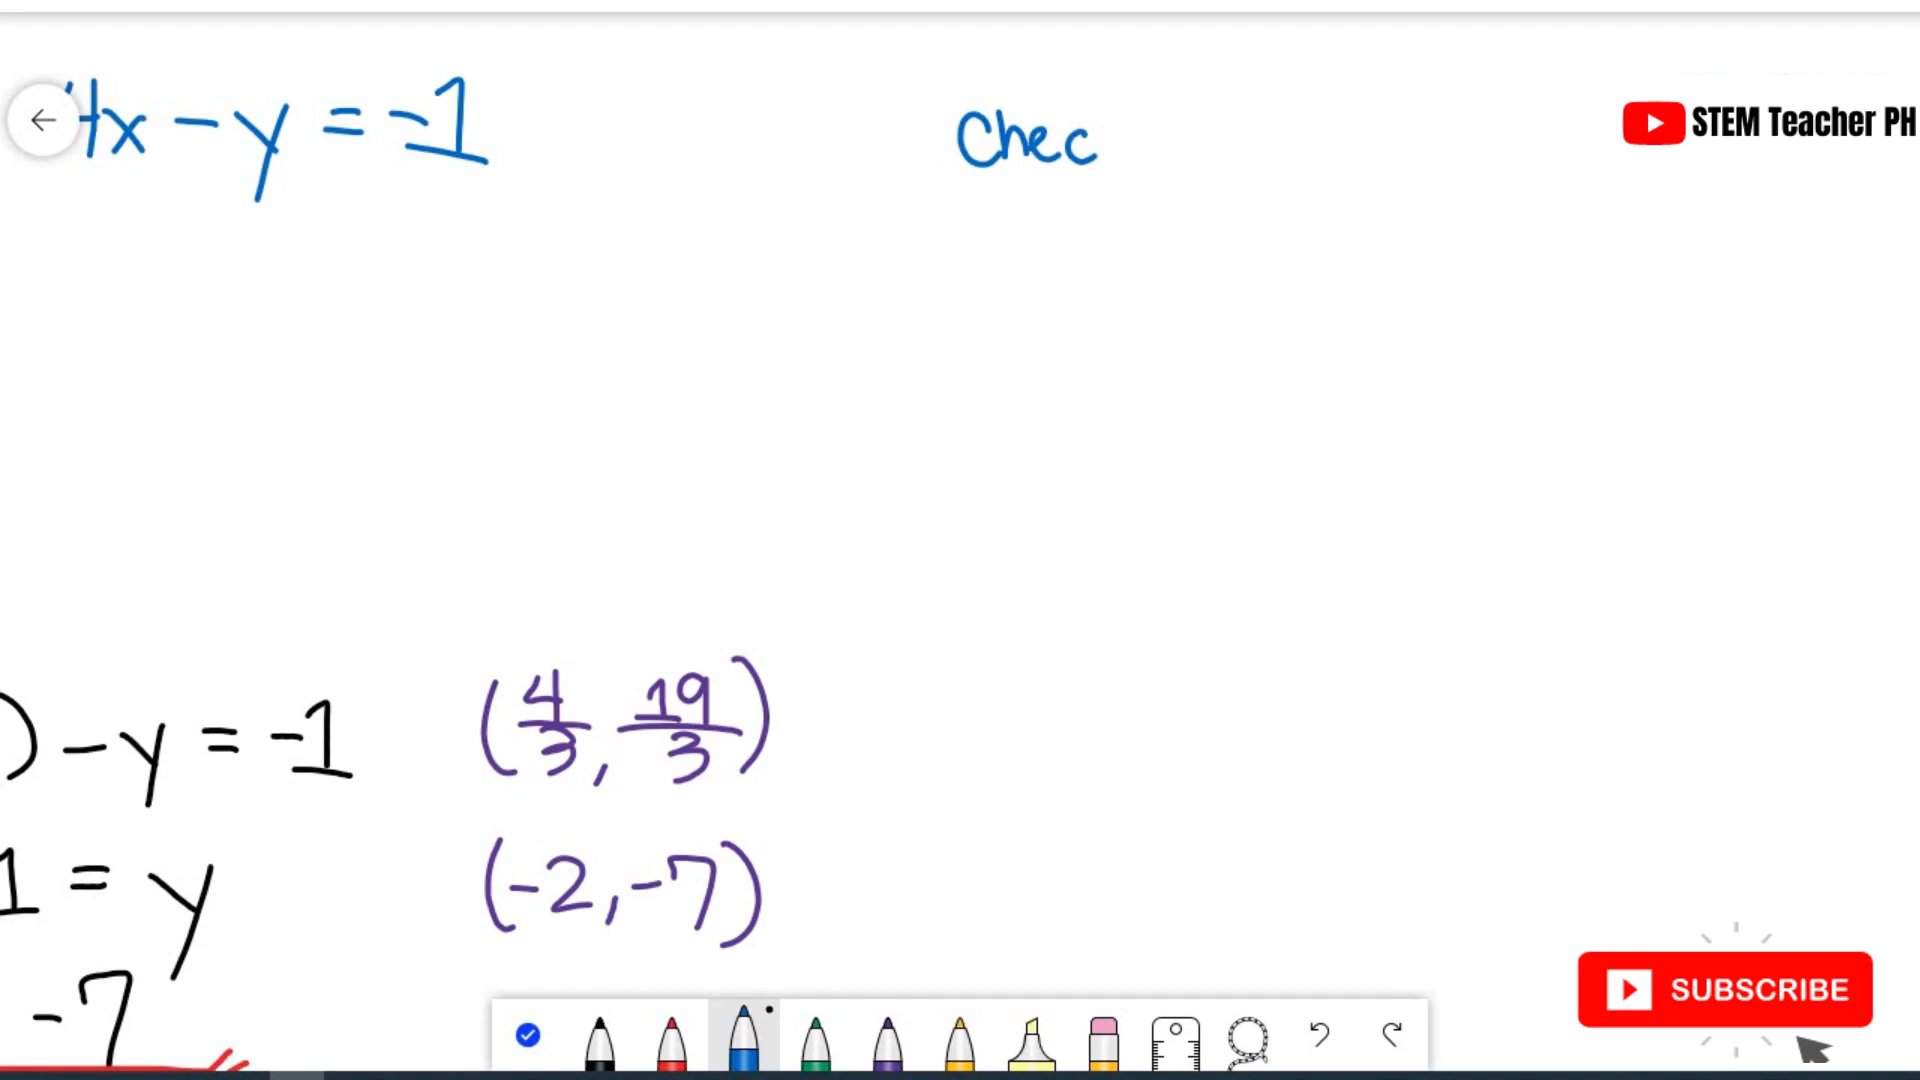 4x - y = -1
Chec
STEM Teacher PH
) - y = -1
(4/3, 19/3)
1 = y
(-2, -7)
-7
SUBSCRIBE